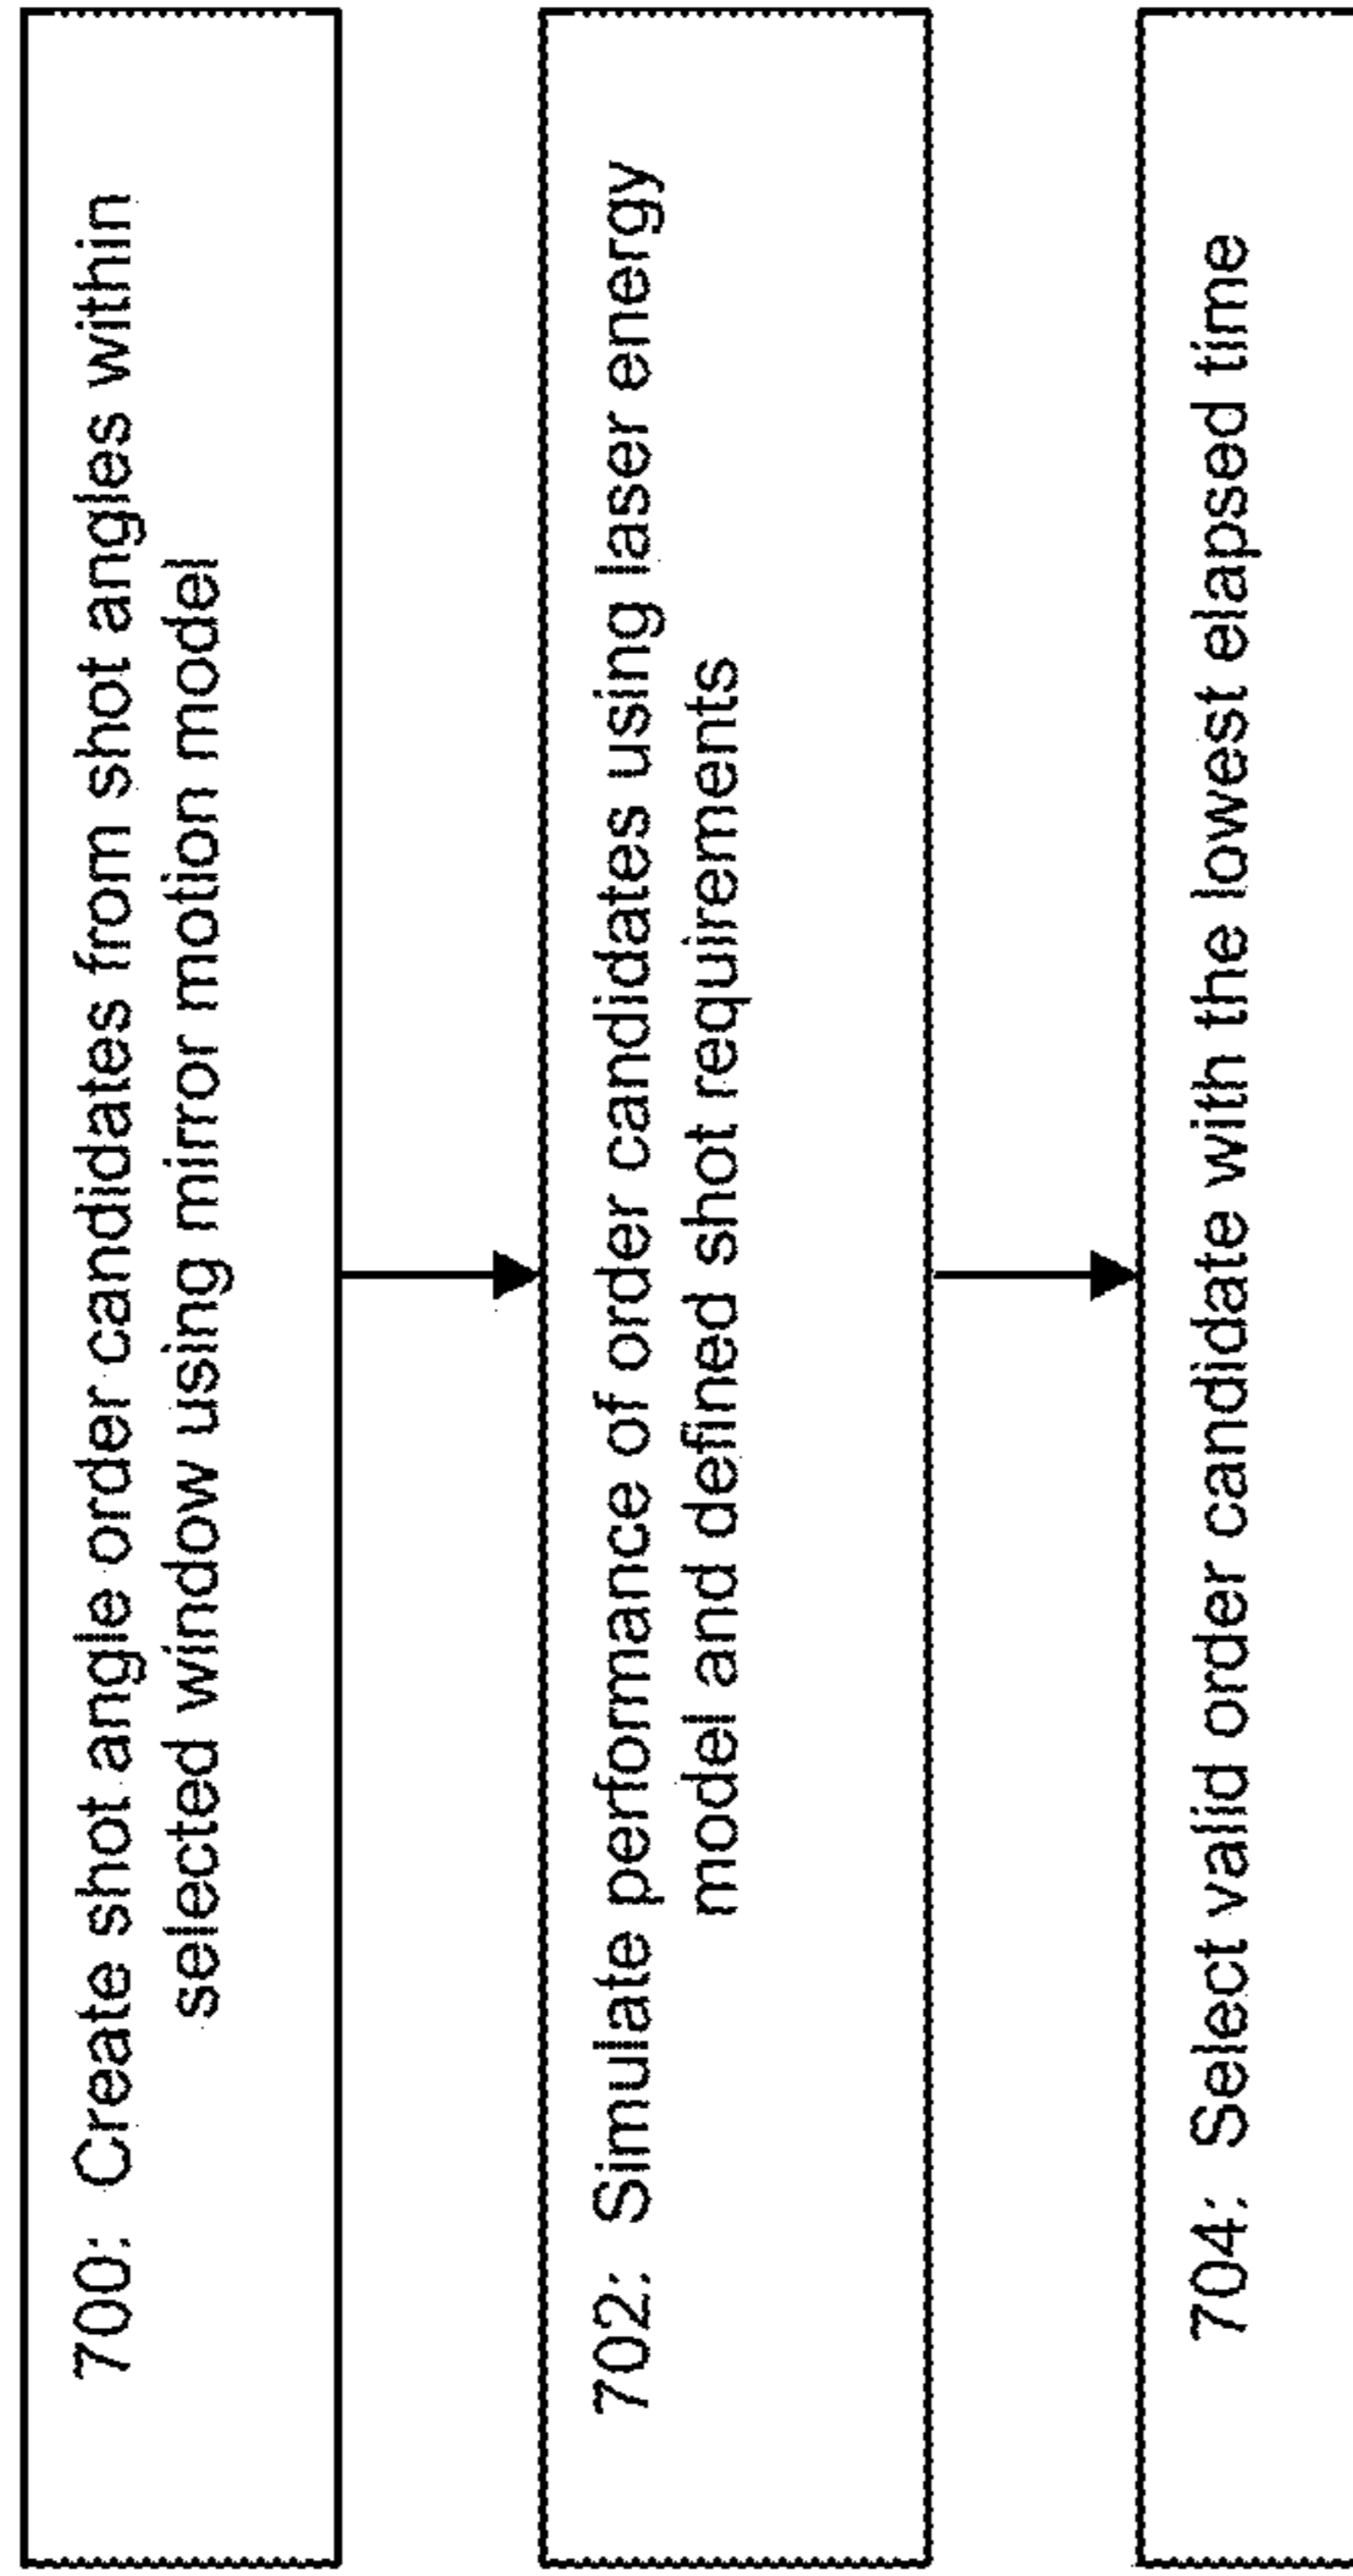 700: Create shot angle order candidates from shot angles within
selected window using mirror motion model
702: Simulate performance of order candidates using laser energy
model and defined shot requirements
704: Select valid order candidate with the lowest elapsed time